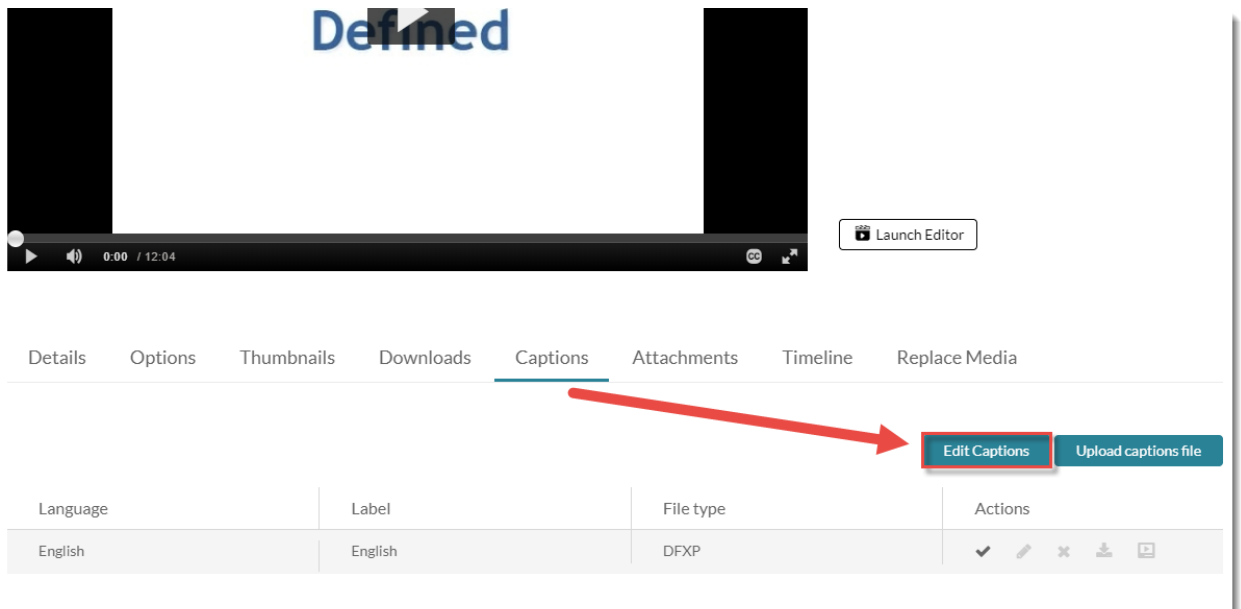 Defined
Launch Editor
0:00 / 12:04
CC
Details Options Thumbnails Downloads Captions Attachments Timeline Replace Media
Edit Captions Upload captions file
Language Label File type Actions
English English DFXP